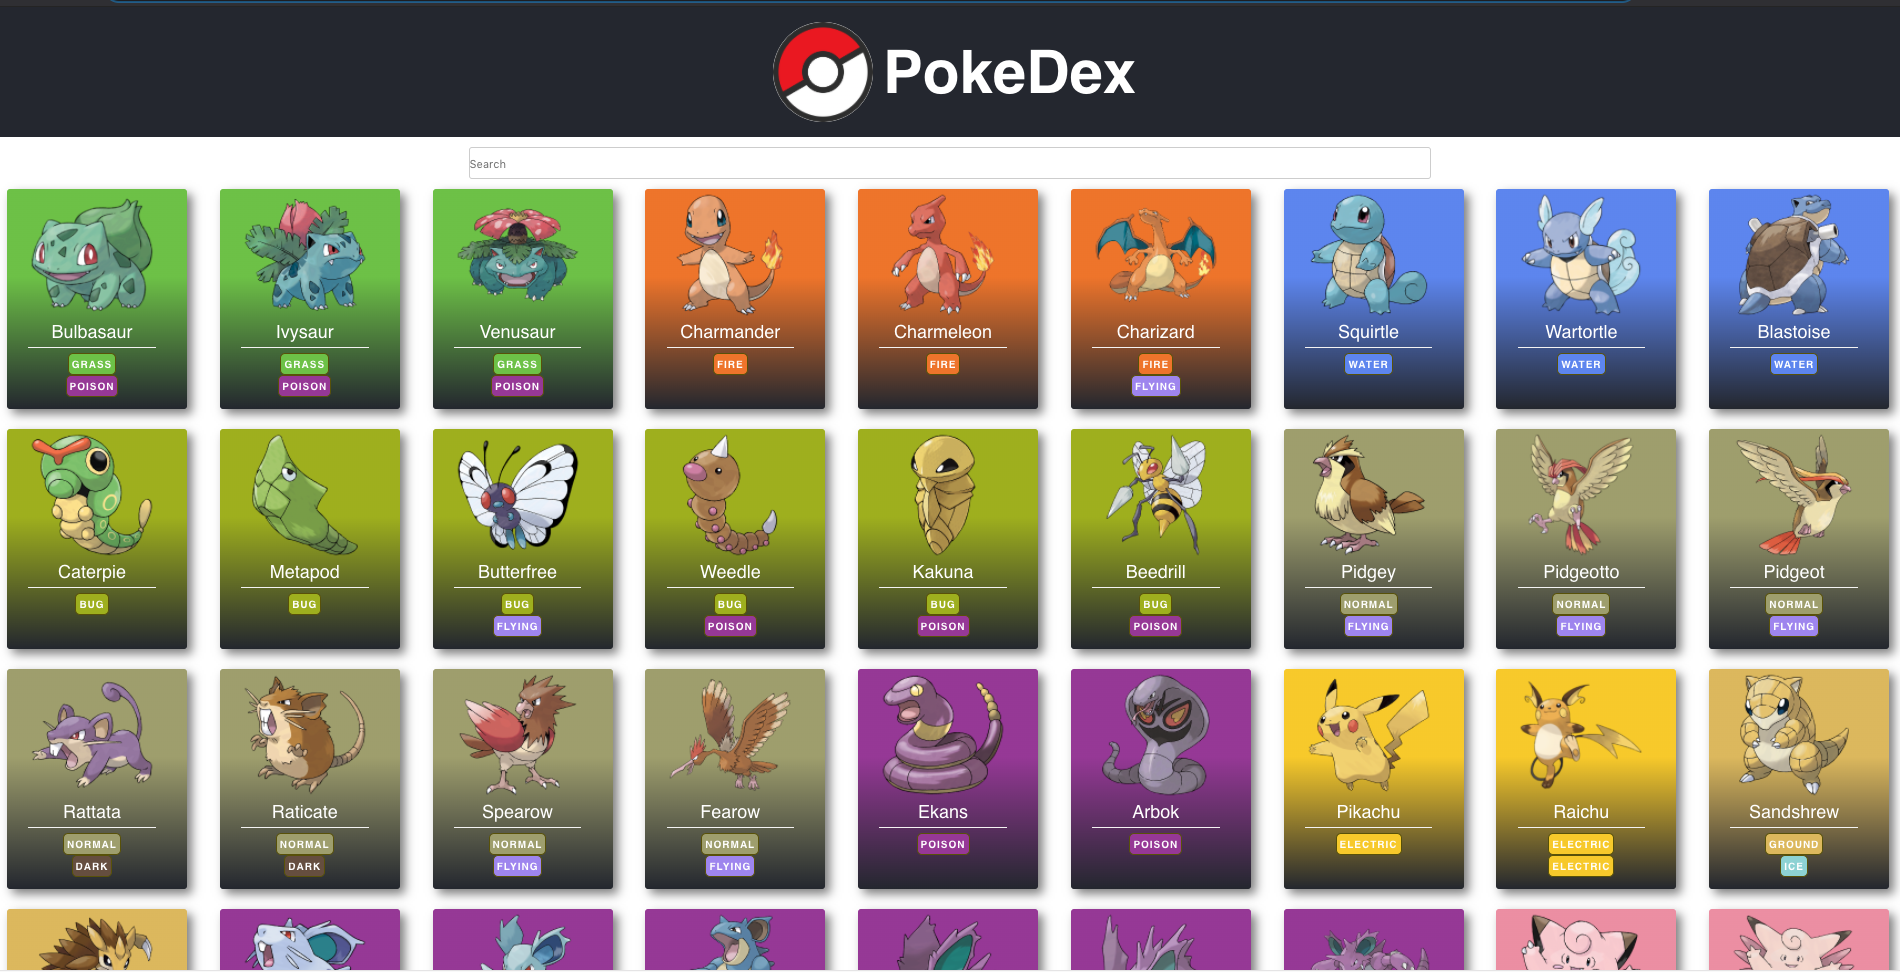 PokeDex
Search
Bulbasaur
GRASS
POISON
Ivysaur
GRASS
POISON
Venusaur
GRASS
POISON
Charmander
FIRE
Charmeleon
FIRE
Charizard
FIRE
FLYING
Squirtle
WATER
Wartortle
WATER
Blastoise
WATER
Caterpie
BUG
Metapod
BUG
Butterfree
BUG
FLYING
Weedle
BUG
POISON
Kakuna
BUG
POISON
Beedrill
BUG
POISON
Pidgey
NORMAL
FLYING
Pidgeotto
NORMAL
FLYING
Pidgeot
NORMAL
FLYING
Rattata
NORMAL
DARK
Raticate
NORMAL
DARK
Spearow
NORMAL
FLYING
Fearow
NORMAL
FLYING
Ekans
POISON
Arbok
POISON
Pikachu
ELECTRIC
Raichu
ELECTRIC
ELECTRIC
Sandshrew
GROUND
ICE